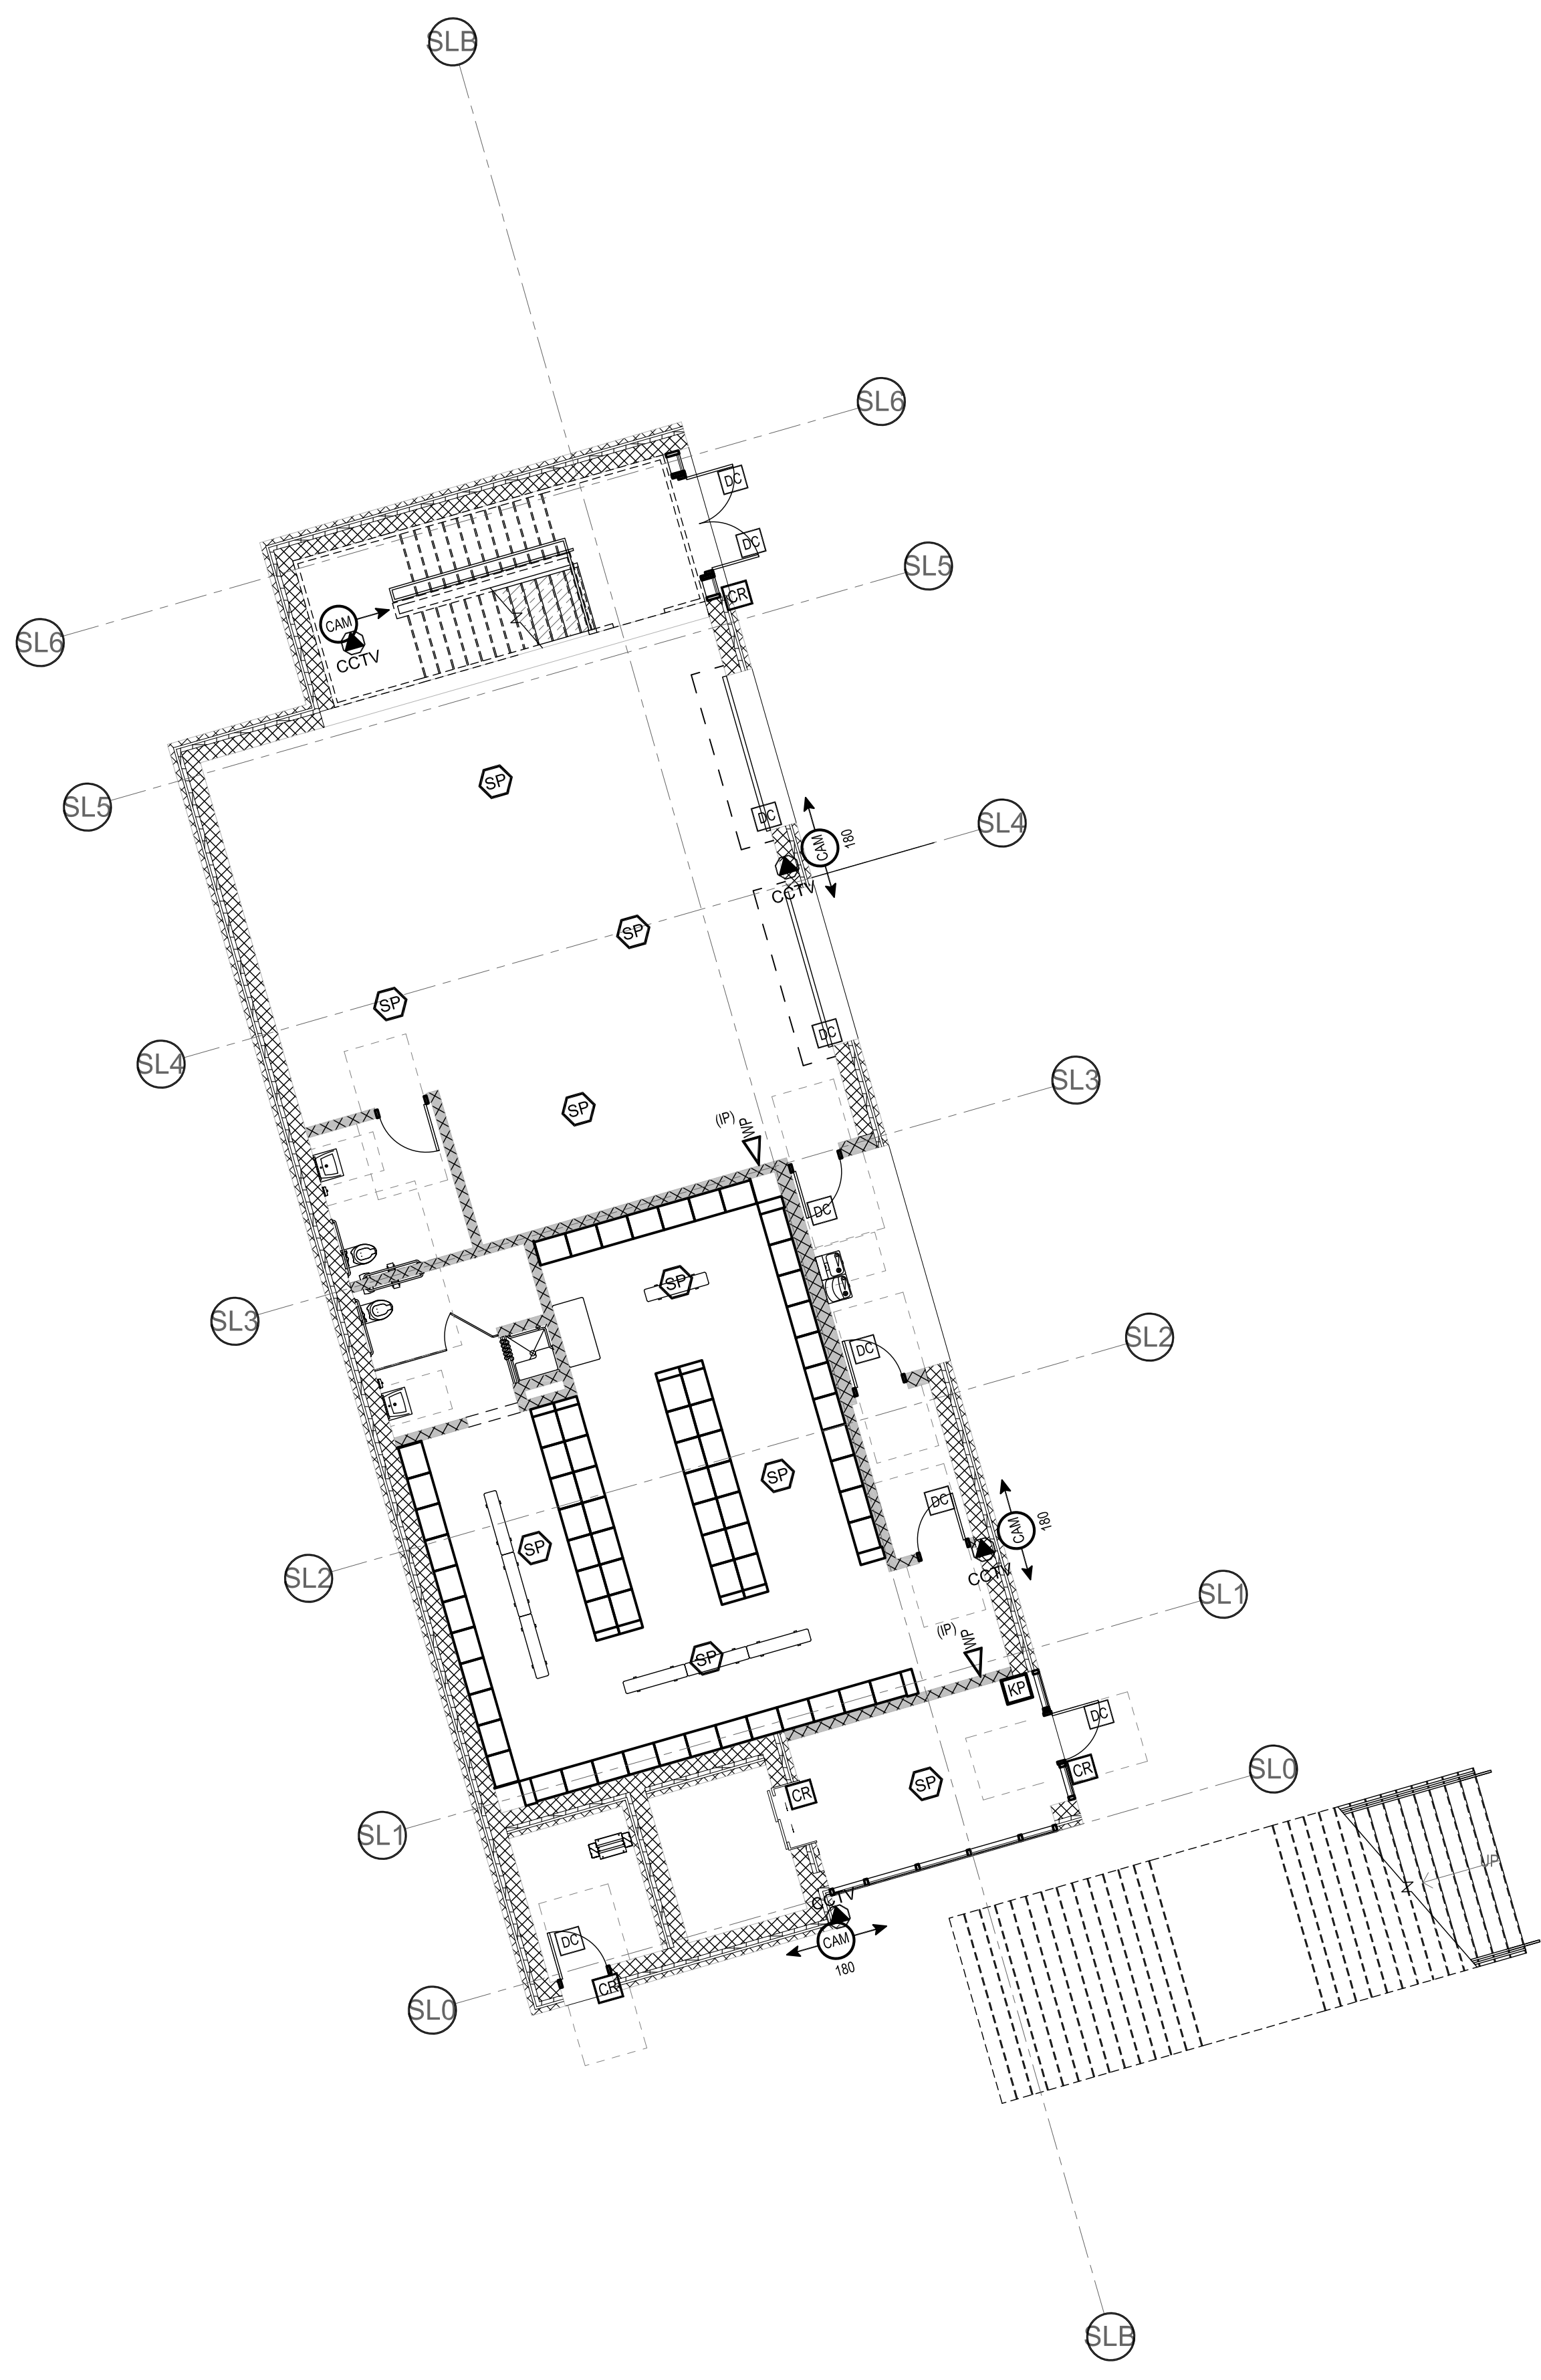 SLB
SL6
DC
DC
SL5
CR
CAM
SL6
CCTV
SP
SL5
DC
SL4
CAM
180
CCTV
SP
SP
DC
SL4
SL3
SP
(IP)
WP
DC
SP
SL3
SL2
DC
SP
DC
CAM
180
SP
CCTV
SL2
SL1
(IP)
WP
SP
KP
DC
CR
SL0
SP
CR
SL1
UP
CCTV
CAM
180
DC
CR
SL0
SLB